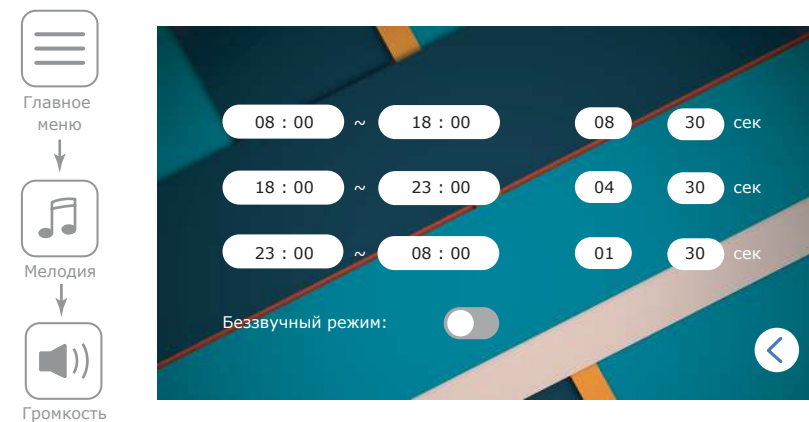 Главное
меню
Мелодия
Громкость
08 : 00 ~ 18 : 00 08 30 сек
18 : 00 ~ 23 : 00 04 30 сек
23 : 00 ~ 08 : 00 01 30 сек
Беззвучный режим: